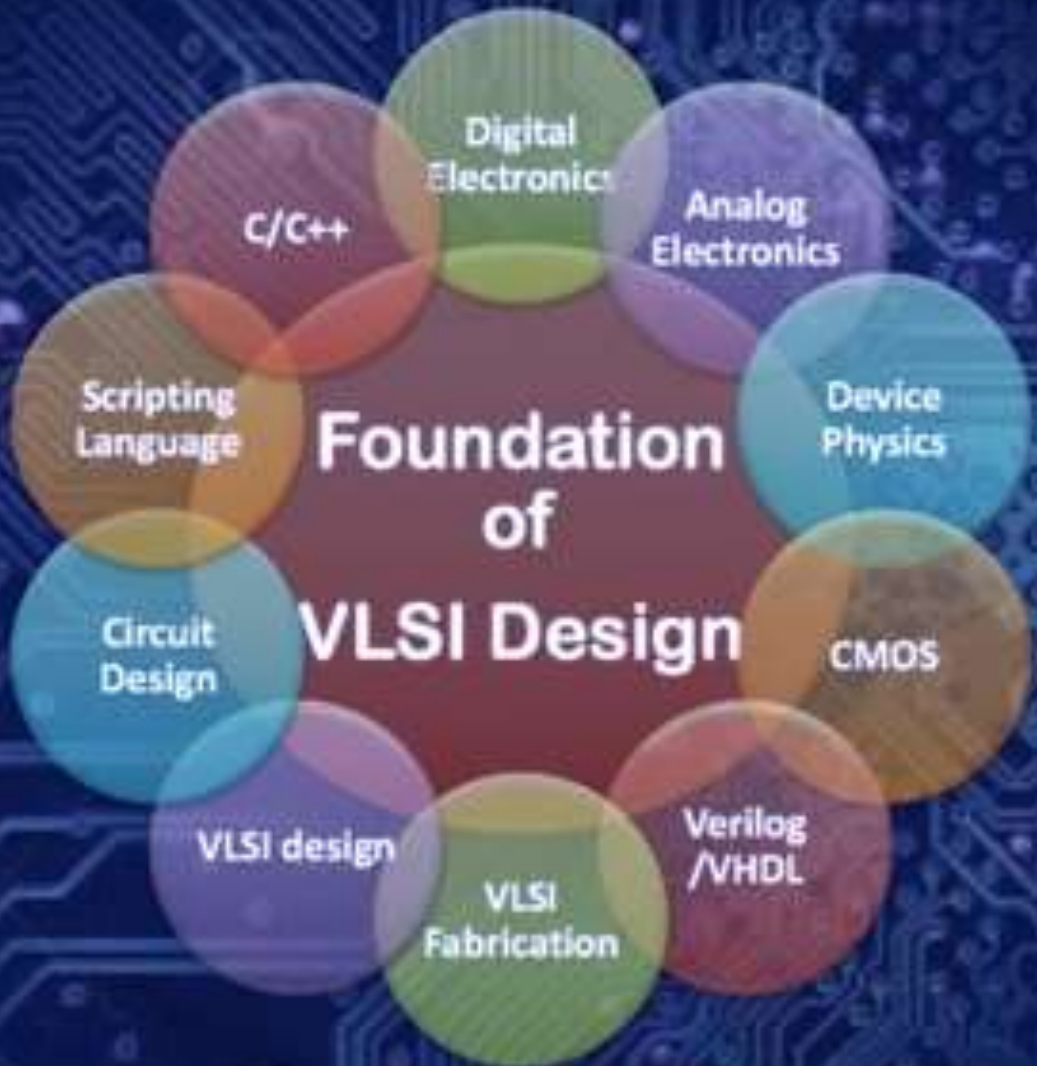 Digital
Electronics
Analog
Electronics
Device
Physics
CMOS
Verilog
/VHDL
VLSI
Fabrication
VLSI design
Circuit
Design
Scripting
Language
C/C++
Foundation
of
VLSI Design